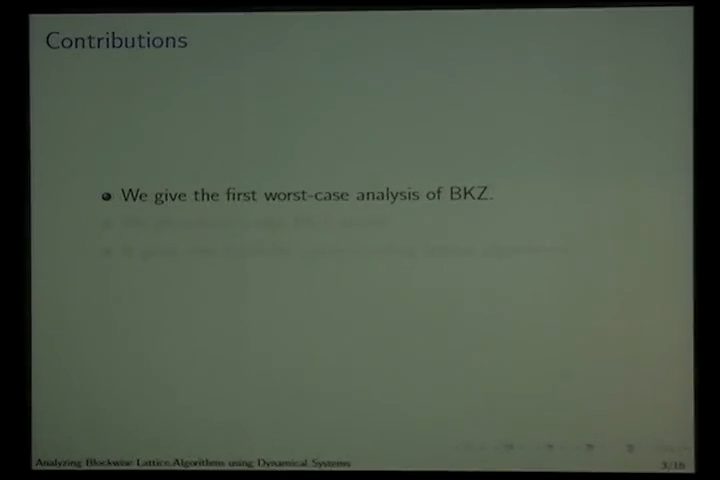 Contributions
We give the first worst-case analysis of BKZ.
Analyzing Blockwise Lattice Algorithms using Dynamical Systems
3/16